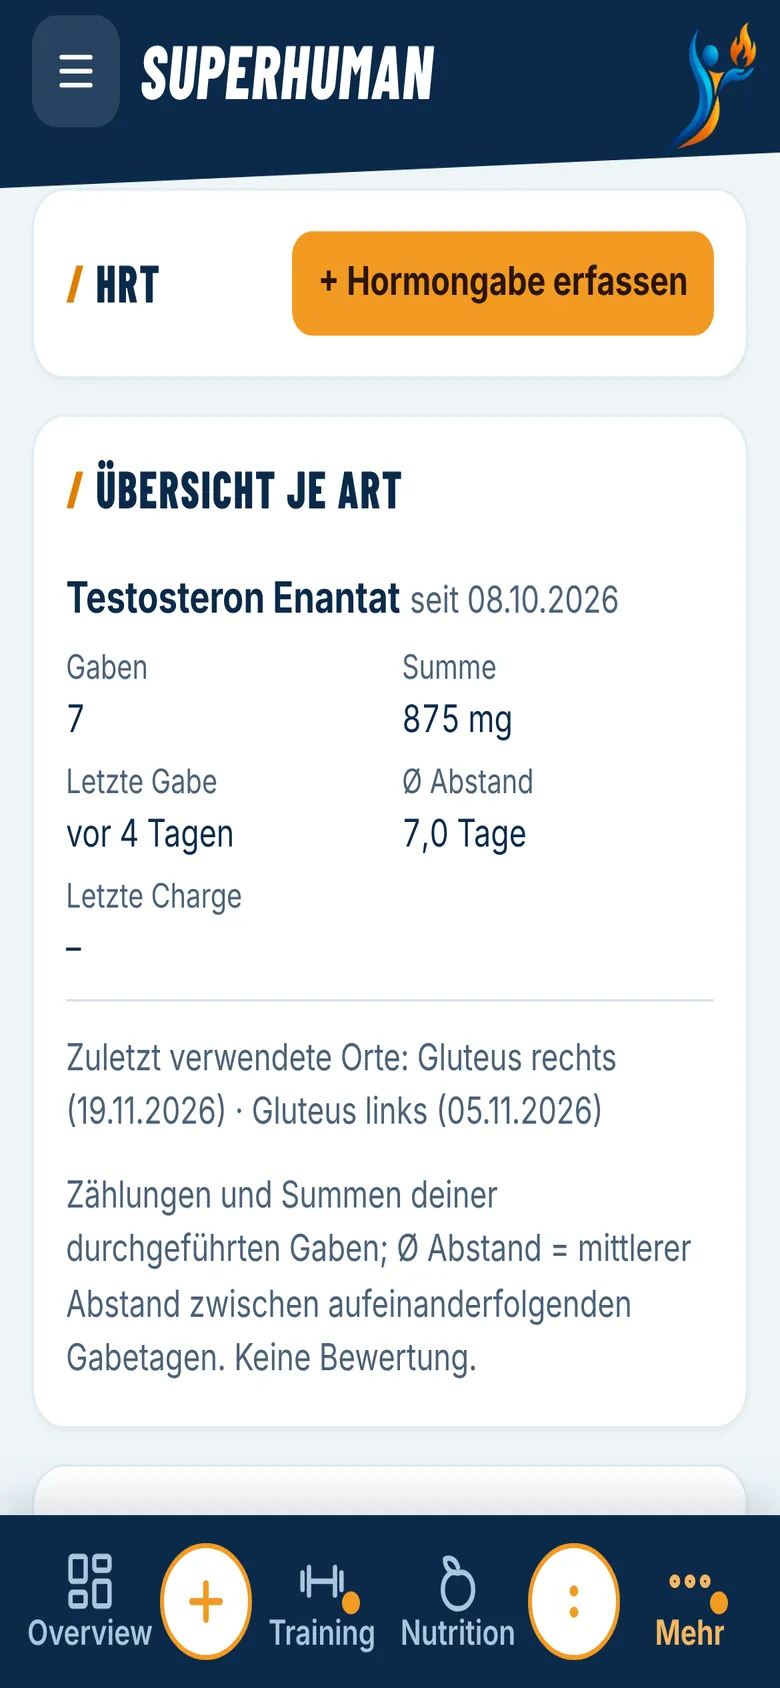 SUPERHUMAN
/ HRT
+ Hormongabe erfassen
/ ÜBERSICHT JE ART
Testosteron Enantat seit 08.10.2026
Gaben
7
Summe
875 mg
Letzte Gabe
vor 4 Tagen
Ø Abstand
7,0 Tage
Letzte Charge
–
Zuletzt verwendete Orte: Gluteus rechts
(19.11.2026) · Gluteus links (05.11.2026)
Zählungen und Summen deiner
durchgeführten Gaben; Ø Abstand = mittlerer
Abstand zwischen aufeinanderfolgenden
Gabetagen. Keine Bewertung.
Overview
Training
Nutrition
Mehr